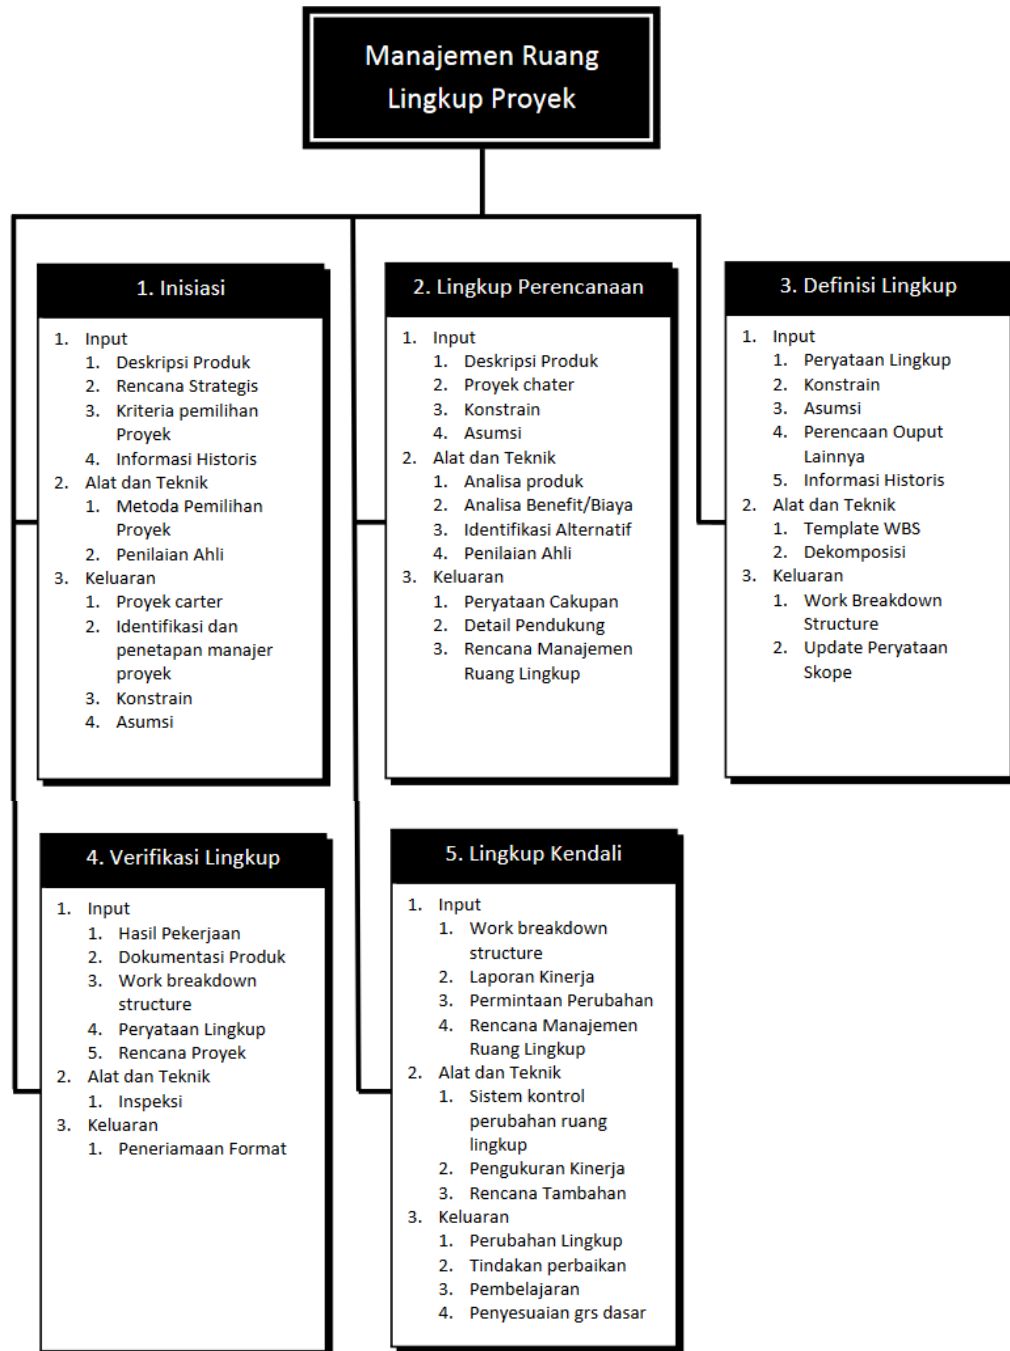 Manajemen Ruang
Lingkup Proyek
1. Inisiasi
1. Input
1. Deskripsi Produk
2. Rencana Strategis
3. Kriteria pemilihan
Proyek
4. Informasi Historis
2. Alat dan Teknik
1. Metoda Pemilihan
Proyek
2. Penilaian Ahli
3. Keluaran
1. Proyek carter
2. Identifikasi dan
penetapan manajer
proyek
3. Konstrain
4. Asumsi
2. Lingkup Perencanaan
1. Input
1. Deskripsi Produk
2. Proyek chater
3. Konstrain
4. Asumsi
2. Alat dan Teknik
1. Analisa produk
2. Analisa Benefit/Biaya
3. Identifikasi Alternatif
4. Penilaian Ahli
3. Keluaran
1. Peryataan Cakupan
2. Detail Pendukung
3. Rencana Manajemen
Ruang Lingkup
3. Definisi Lingkup
1. Input
1. Peryataan Lingkup
2. Konstrain
3. Asumsi
4. Perencaan Ouput
Lainnya
5. Informasi Historis
2. Alat dan Teknik
1. Template WBS
2. Dekomposisi
3. Keluaran
1. Work Breakdown
Structure
2. Update Peryataan
Skope
4. Verifikasi Lingkup
1. Input
1. Hasil Pekerjaan
2. Dokumentasi Produk
3. Work breakdown
structure
4. Peryataan Lingkup
5. Rencana Proyek
2. Alat dan Teknik
1. Inspeksi
3. Keluaran
1. Peneriamaan Format
5. Lingkup Kendali
1. Input
1. Work breakdown
structure
2. Laporan Kinerja
3. Permintaan Perubahan
4. Rencana Manajemen
Ruang Lingkup
2. Alat dan Teknik
1. Sistem kontrol
perubahan ruang
lingkup
2. Pengukuran Kinerja
3. Rencana Tambahan
3. Keluaran
1. Perubahan Lingkup
2. Tindakan perbaikan
3. Pembelajaran
4. Penyesuaian grs dasar